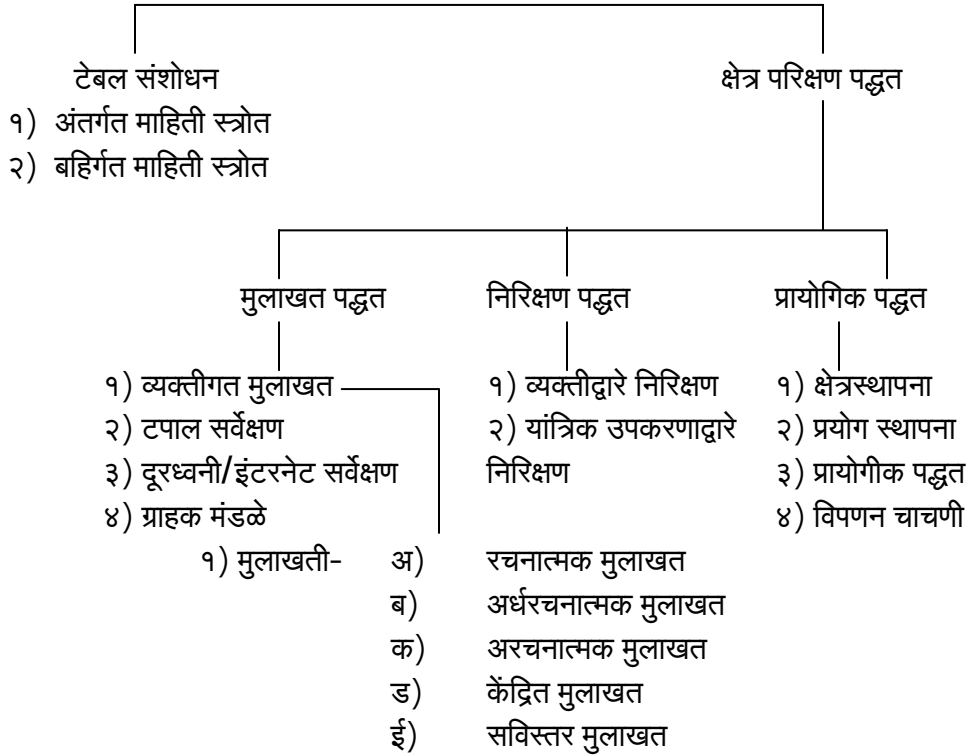 टेबल संशोधन
क्षेत्र परिक्षण पद्धत
१) अंतर्गत माहिती स्त्रोत
२) बहिर्गत माहिती स्त्रोत
मुलाखत पद्धत
निरिक्षण पद्धत
प्रायोगिक पद्धत
१) व्यक्तीगत मुलाखत
२) टपाल सर्वेक्षण
३) दूरध्वनी/इंटरनेट सर्वेक्षण
४) ग्राहक मंडळे
१) व्यक्तीद्वारे निरिक्षण
२) यांत्रिक उपकरणाद्वारे
निरिक्षण
१) क्षेत्रस्थापना
२) प्रयोग स्थापना
३) प्रायोगीक पद्धत
४) विपणन चाचणी
१) मुलाखती- अ) रचनात्मक मुलाखत
ब) अर्धरचनात्मक मुलाखत
क) अरचनात्मक मुलाखत
ड) केंद्रित मुलाखत
ई) सविस्तर मुलाखत